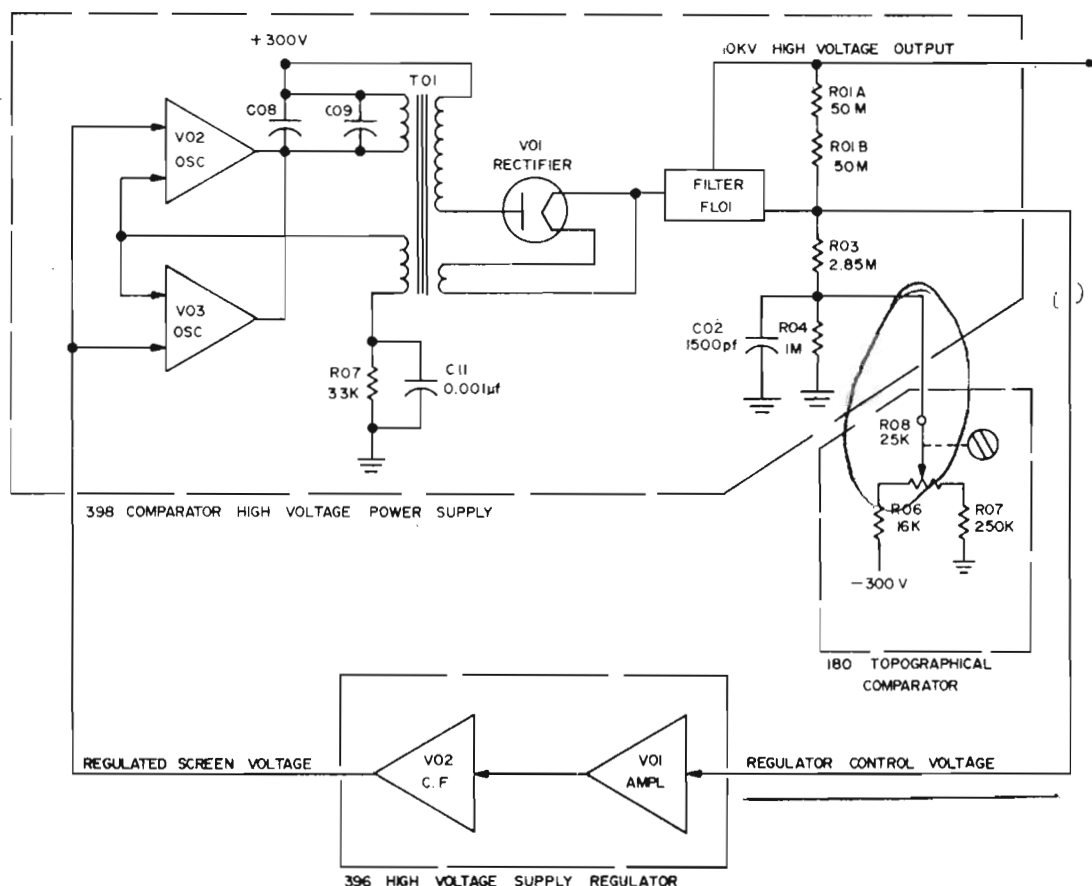 +300V
10KV HIGH VOLTAGE OUTPUT
T01
C08
C09
R01A
50 M
V02
OSC
V01
RECTIFIER
R01B
50M
FILTER
FL01
R03
2.85M
V03
OSC
C02
1500pf
R04
1M
R07
33K
C11
0.001µf
R08
25K
398 COMPARATOR HIGH VOLTAGE POWER SUPPLY
R06
16K
R07
250K
-300V
180 TOPOGRAPHICAL
COMPARATOR
REGULATED SCREEN VOLTAGE
V02
C.F
V01
AMPL
REGULATOR CONTROL VOLTAGE
396 HIGH VOLTAGE SUPPLY REGULATOR